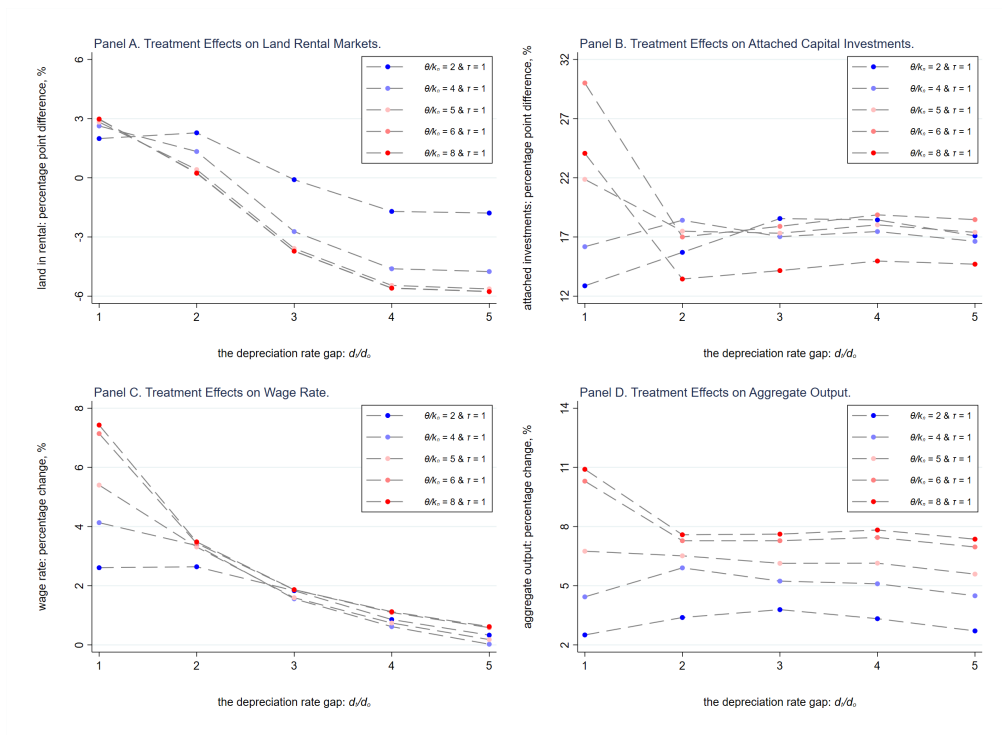 Panel A. Treatment Effects on Land Rental Markets.
land in rental: percentage point difference, %
6
3
0
-3
-6
θ/kₙ = 2 & τ = 1
θ/kₙ = 4 & τ = 1
θ/kₙ = 5 & τ = 1
θ/kₙ = 6 & τ = 1
θ/kₙ = 8 & τ = 1
1 2 3 4 5
the depreciation rate gap: dᵣ/dₒ
Panel B. Treatment Effects on Attached Capital Investments.
attached investments: percentage point difference, %
32
27
22
17
12
θ/kₙ = 2 & τ = 1
θ/kₙ = 4 & τ = 1
θ/kₙ = 5 & τ = 1
θ/kₙ = 6 & τ = 1
θ/kₙ = 8 & τ = 1
1 2 3 4 5
the depreciation rate gap: dᵣ/dₒ
Panel C. Treatment Effects on Wage Rate.
wage rate: percentage change, %
8
6
4
2
0
θ/kₙ = 2 & τ = 1
θ/kₙ = 4 & τ = 1
θ/kₙ = 5 & τ = 1
θ/kₙ = 6 & τ = 1
θ/kₙ = 8 & τ = 1
1 2 3 4 5
the depreciation rate gap: dᵣ/dₒ
Panel D. Treatment Effects on Aggregate Output.
aggregate output: percentage change, %
14
11
8
5
2
θ/kₙ = 2 & τ = 1
θ/kₙ = 4 & τ = 1
θ/kₙ = 5 & τ = 1
θ/kₙ = 6 & τ = 1
θ/kₙ = 8 & τ = 1
1 2 3 4 5
the depreciation rate gap: dᵣ/dₒ